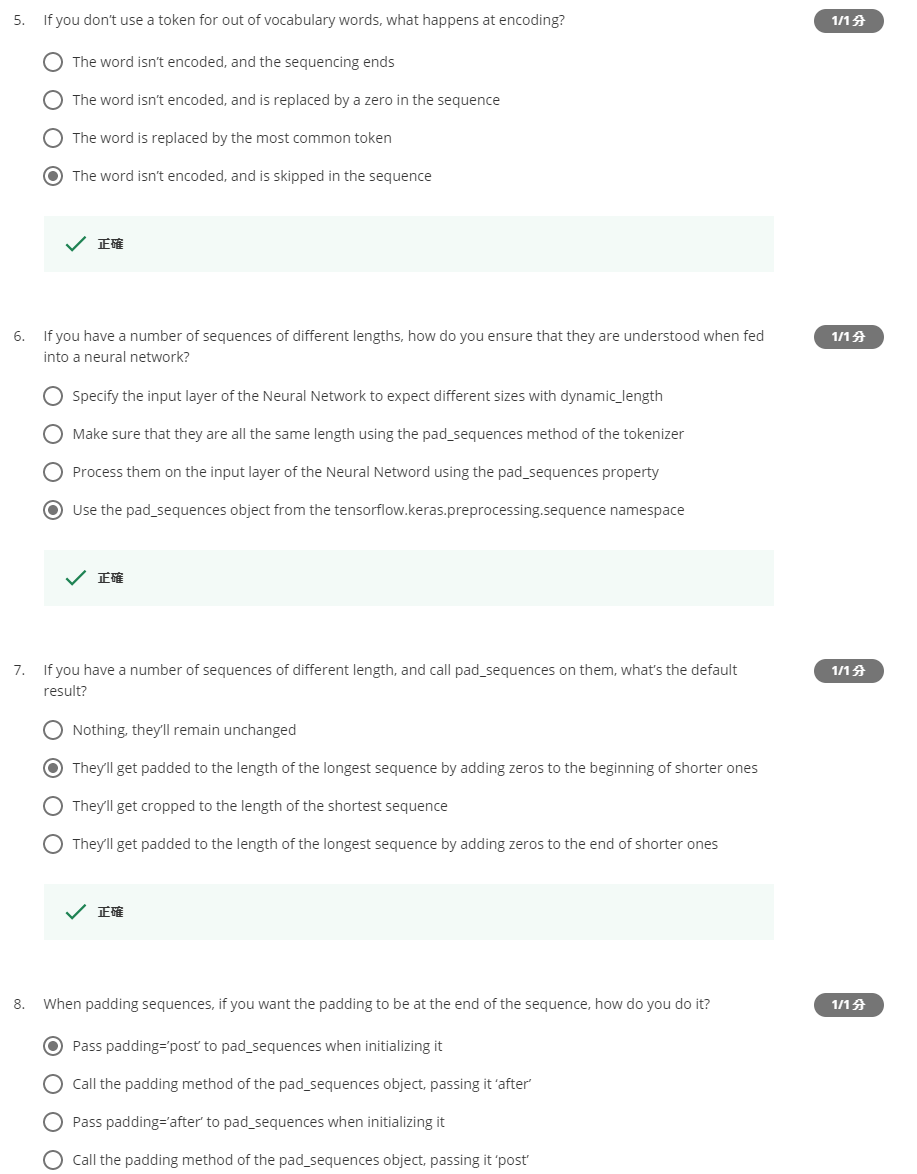 5. If you don’t use a token for out of vocabulary words, what happens at encoding? 1/1 分
The word isn’t encoded, and the sequencing ends
The word isn’t encoded, and is replaced by a zero in the sequence
The word is replaced by the most common token
The word isn’t encoded, and is skipped in the sequence
正確
6. If you have a number of sequences of different lengths, how do you ensure that they are understood when fed 1/1 分
into a neural network?
Specify the input layer of the Neural Network to expect different sizes with dynamic_length
Make sure that they are all the same length using the pad_sequences method of the tokenizer
Process them on the input layer of the Neural Netword using the pad_sequences property
Use the pad_sequences object from the tensorflow.keras.preprocessing.sequence namespace
正確
7. If you have a number of sequences of different length, and call pad_sequences on them, what’s the default 1/1 分
result?
Nothing, they’ll remain unchanged
They’ll get padded to the length of the longest sequence by adding zeros to the beginning of shorter ones
They’ll get cropped to the length of the shortest sequence
They’ll get padded to the length of the longest sequence by adding zeros to the end of shorter ones
正確
8. When padding sequences, if you want the padding to be at the end of the sequence, how do you do it? 1/1 分
Pass padding=’post’ to pad_sequences when initializing it
Call the padding method of the pad_sequences object, passing it ‘after’
Pass padding=’after’ to pad_sequences when initializing it
Call the padding method of the pad_sequences object, passing it ‘post’